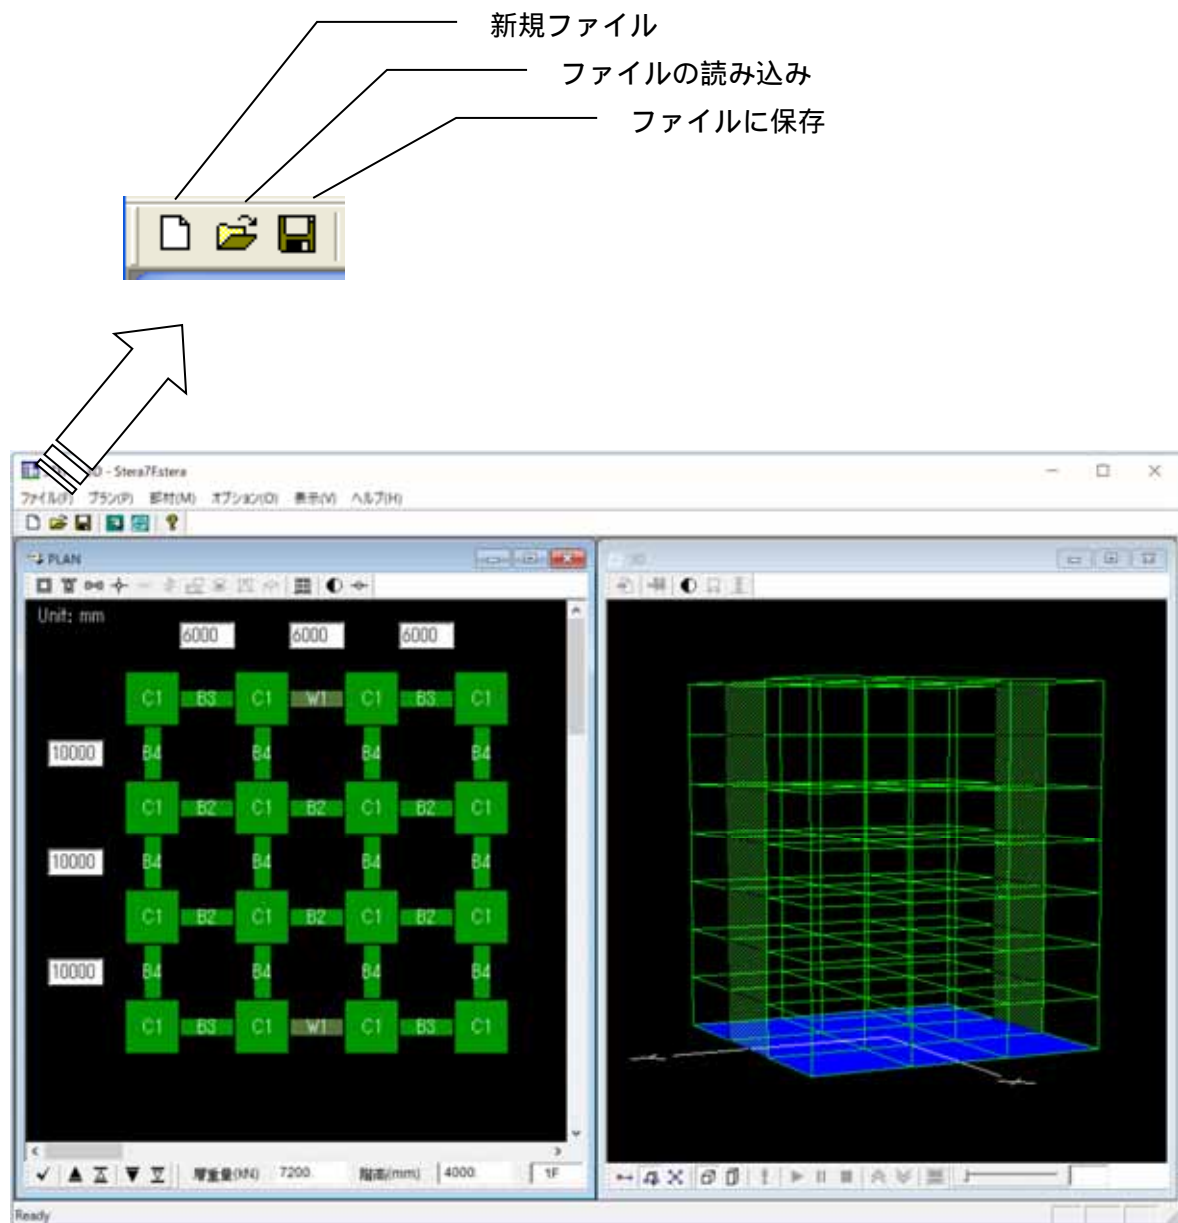 新規ファイル
ファイルの読み込み
ファイルに保存
D - Stera7F.stera
ファイル(F) プラン(P) 部材(M) オプション(O) 表示(V) ヘルプ(H)
PLAN
3D
Unit: mm
6000 6000 6000
C1 B3 C1 W1 C1 B3 C1
10000 B4 B4 B4 B4
C1 B2 C1 B2 C1 B2 C1
10000 B4 B4 B4 B4
C1 B2 C1 B2 C1 B2 C1
10000 B4 B4 B4 B4
C1 B3 C1 W1 C1 B3 C1
層重量(kN) 7200. 階高(mm) 4000. 1F
Ready